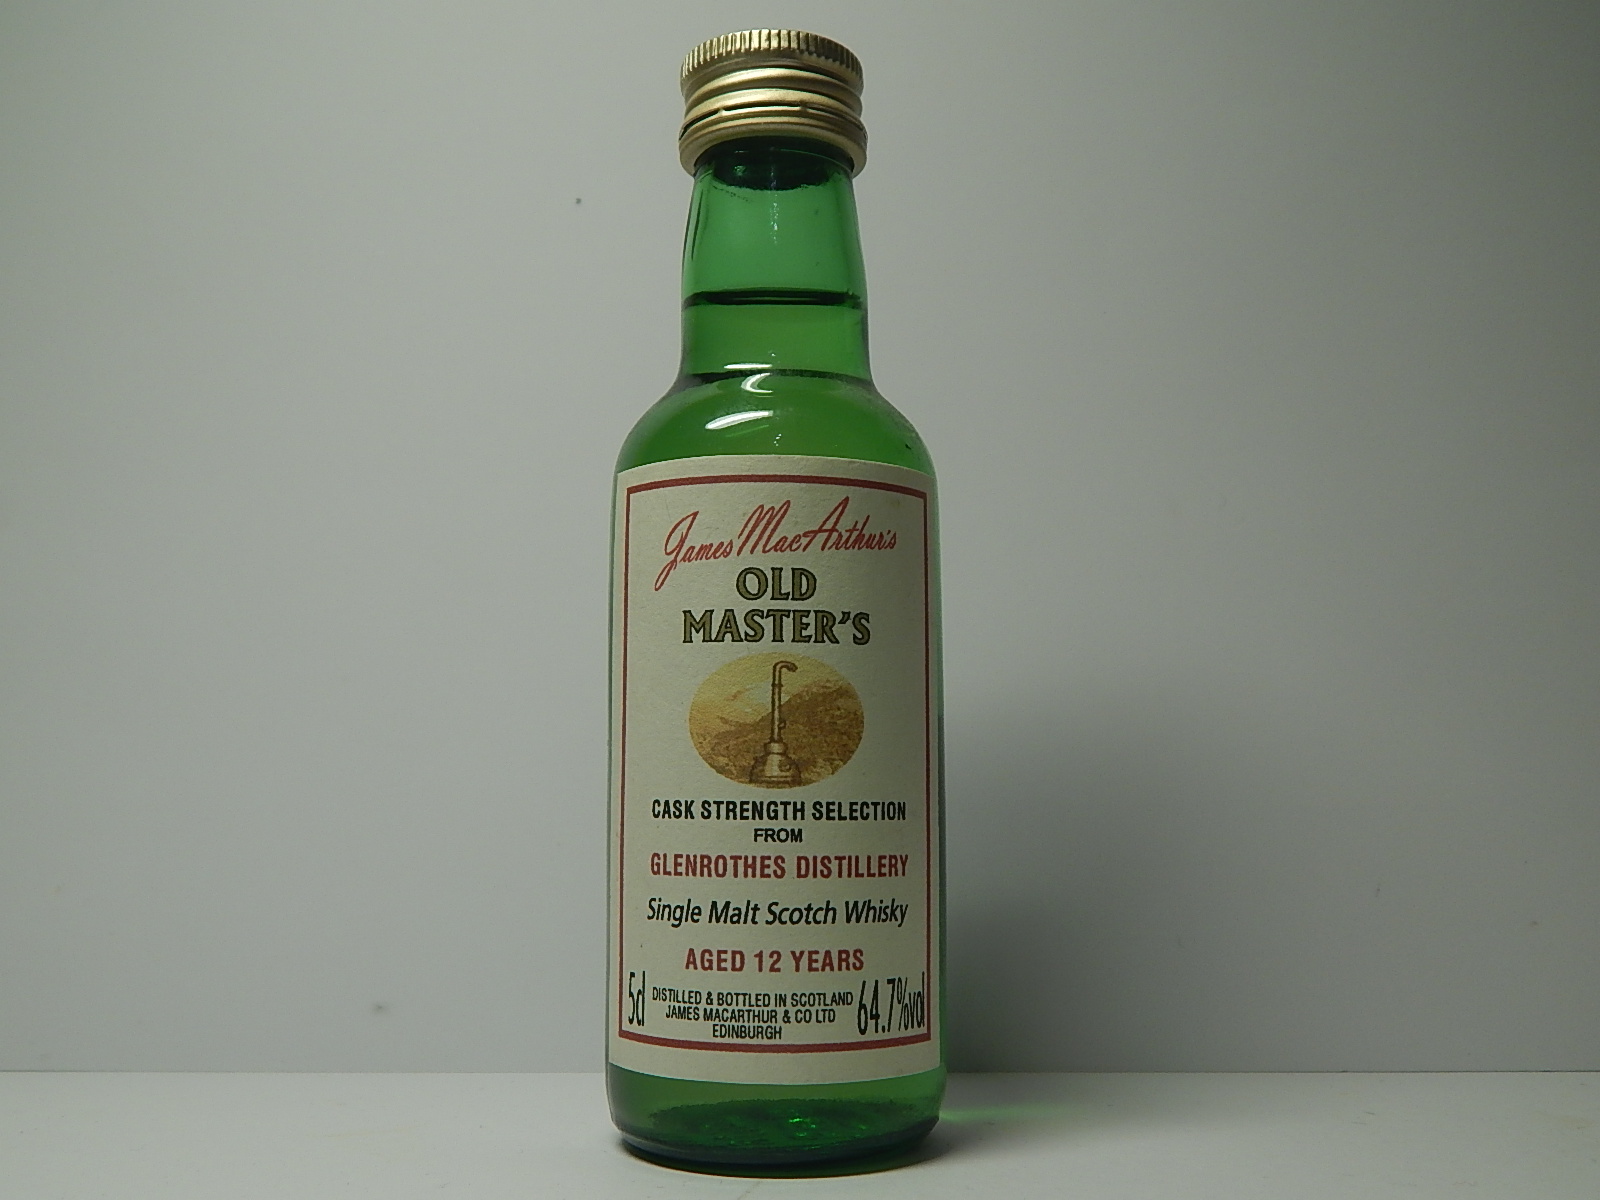 James MacArthur's
OLD
MASTER'S
CASK STRENGTH SELECTION
FROM
GLENROTHES DISTILLERY
Single Malt Scotch Whisky
AGED 12 YEARS
5cl DISTILLED & BOTTLED IN SCOTLAND 64.7%vol
JAMES MACARTHUR & CO LTD
EDINBURGH